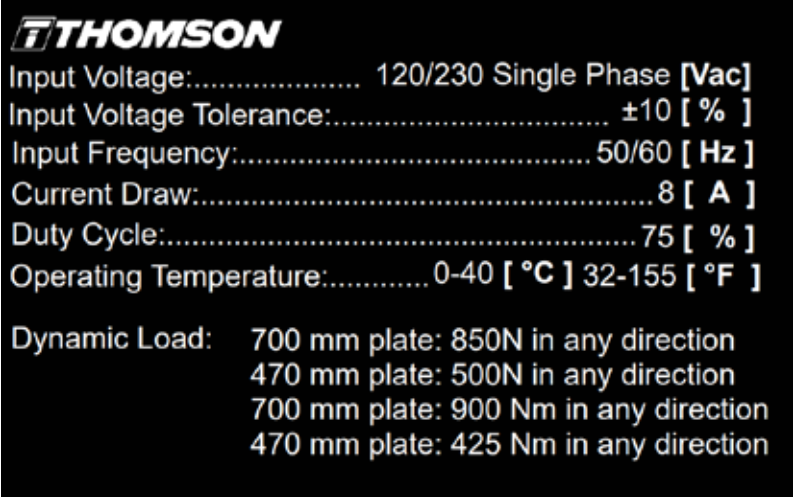 THOMSON
Input Voltage:.................... 120/230 Single Phase [Vac]
Input Voltage Tolerance:................................ ±10 [ % ]
Input Frequency:........................................ 50/60 [ Hz ]
Current Draw:...................................................8 [ A ]
Duty Cycle:..................................................... 75 [ % ]
Operating Temperature:............0-40 [ °C ] 32-155 [ °F ]
Dynamic Load: 700 mm plate: 850N in any direction
470 mm plate: 500N in any direction
700 mm plate: 900 Nm in any direction
470 mm plate: 425 Nm in any direction